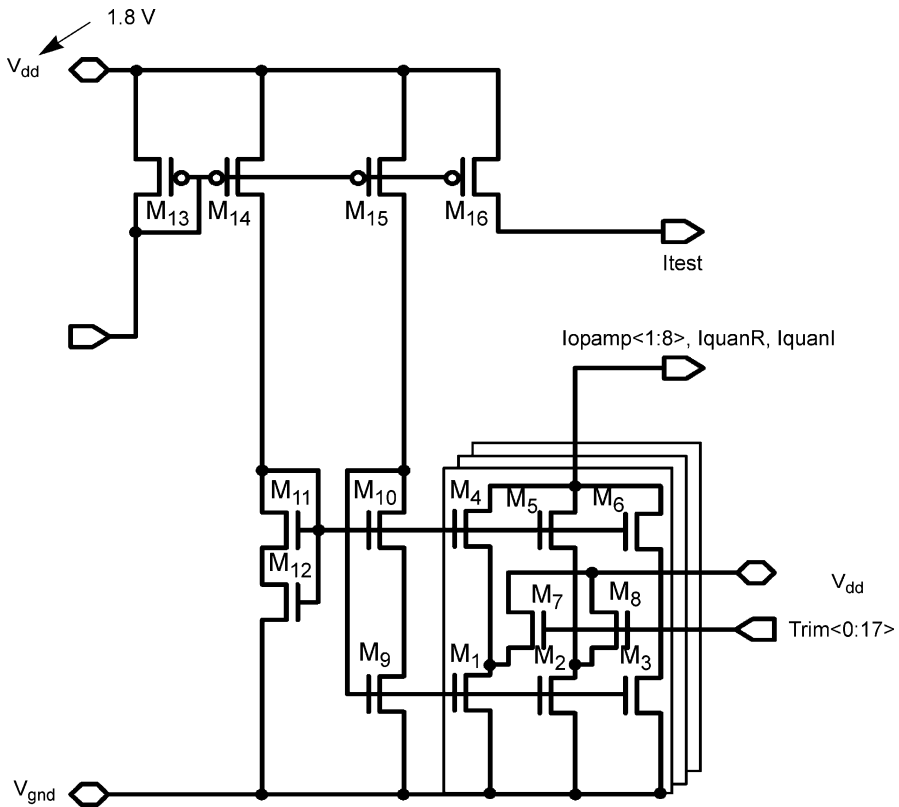 1.8 V
Vdd
M13 M14 M15 M16
Itest
Iopamp<1:8>, IquanR, IquanI
M11 M10 M4 M5 M6
M12
M7 M8 Vdd
Trim<0:17>
M9 M1 M2 M3
Vgnd